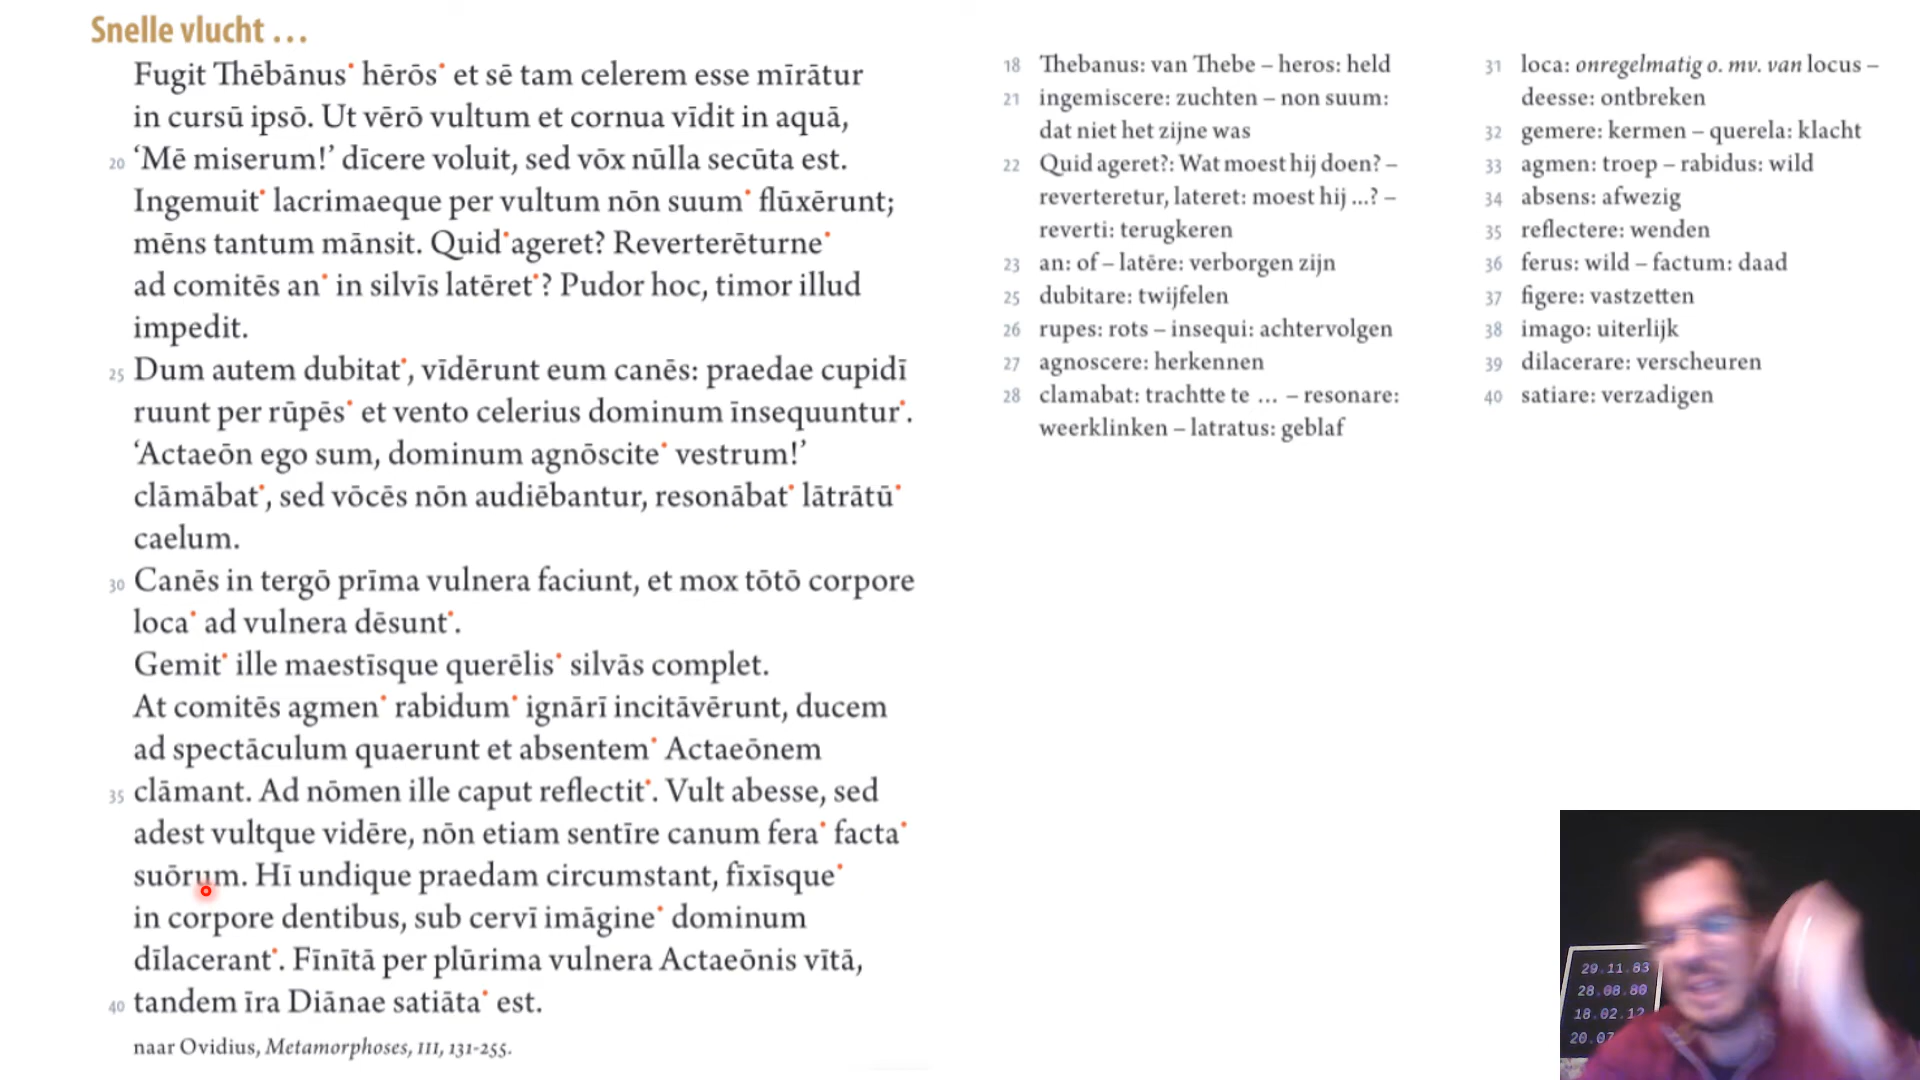 Snelle vlucht …
Fugit Thēbānus• hērōs• et sē tam celerem esse mīrātur
in cursū ipsō. Ut vērō vultum et cornua vīdit in aquā,
20 ‘Mē miserum!’ dīcere voluit, sed vōx nūlla secūta est.
Ingemuit• lacrimaeque per vultum nōn suum• flūxērunt;
mēns tantum mānsit. Quid•ageret? Reverterēturne•
ad comitēs an• in silvīs latēret•? Pudor hoc, timor illud
impedit.
25 Dum autem dubitat•, vīdērunt eum canēs: praedae cupidī
ruunt per rūpēs• et vento celerius dominum īnsequuntur•.
‘Actaeōn ego sum, dominum agnōscite• vestrum!’
clāmābat•, sed vōcēs nōn audiēbantur, resonābat• lātrātū•
caelum.
30 Canēs in tergō prīma vulnera faciunt, et mox tōtō corpore
loca• ad vulnera dēsunt•.
Gemit• ille maestīsque querēlis• silvās complet.
At comitēs agmen• rabidum• ignārī incitāvērunt, ducem
ad spectāculum quaerunt et absentem• Actaeōnem
35 clāmant. Ad nōmen ille caput reflectit•. Vult abesse, sed
adest vultque vidēre, nōn etiam sentīre canum fera• facta•
suōrum. Hī undique praedam circumstant, fīxīsque•
in corpore dentibus, sub cervī imāgine• dominum
dīlacerant•. Fīnītā per plūrima vulnera Actaeōnis vītā,
40 tandem īra Diānae satiāta• est.
naar Ovidius, Metamorphoses, III, 131-255.
18 Thebanus: van Thebe – heros: held
21 ingemiscere: zuchten – non suum:
dat niet het zijne was
22 Quid ageret?: Wat moest hij doen? –
reverteretur, lateret: moest hij ...? –
reverti: terugkeren
23 an: of – latēre: verborgen zijn
25 dubitare: twijfelen
26 rupes: rots – insequi: achtervolgen
27 agnoscere: herkennen
28 clamabat: trachtte te … – resonare:
weerklinken – latratus: geblaf
31 loca: onregelmatig o. mv. van locus –
deesse: ontbreken
32 gemere: kermen – querela: klacht
33 agmen: troep – rabidus: wild
34 absens: afwezig
35 reflectere: wenden
36 ferus: wild – factum: daad
37 figere: vastzetten
38 imago: uiterlijk
39 dilacerare: verscheuren
40 satiare: verzadigen
29.11.83
28.08.80
18.02.12